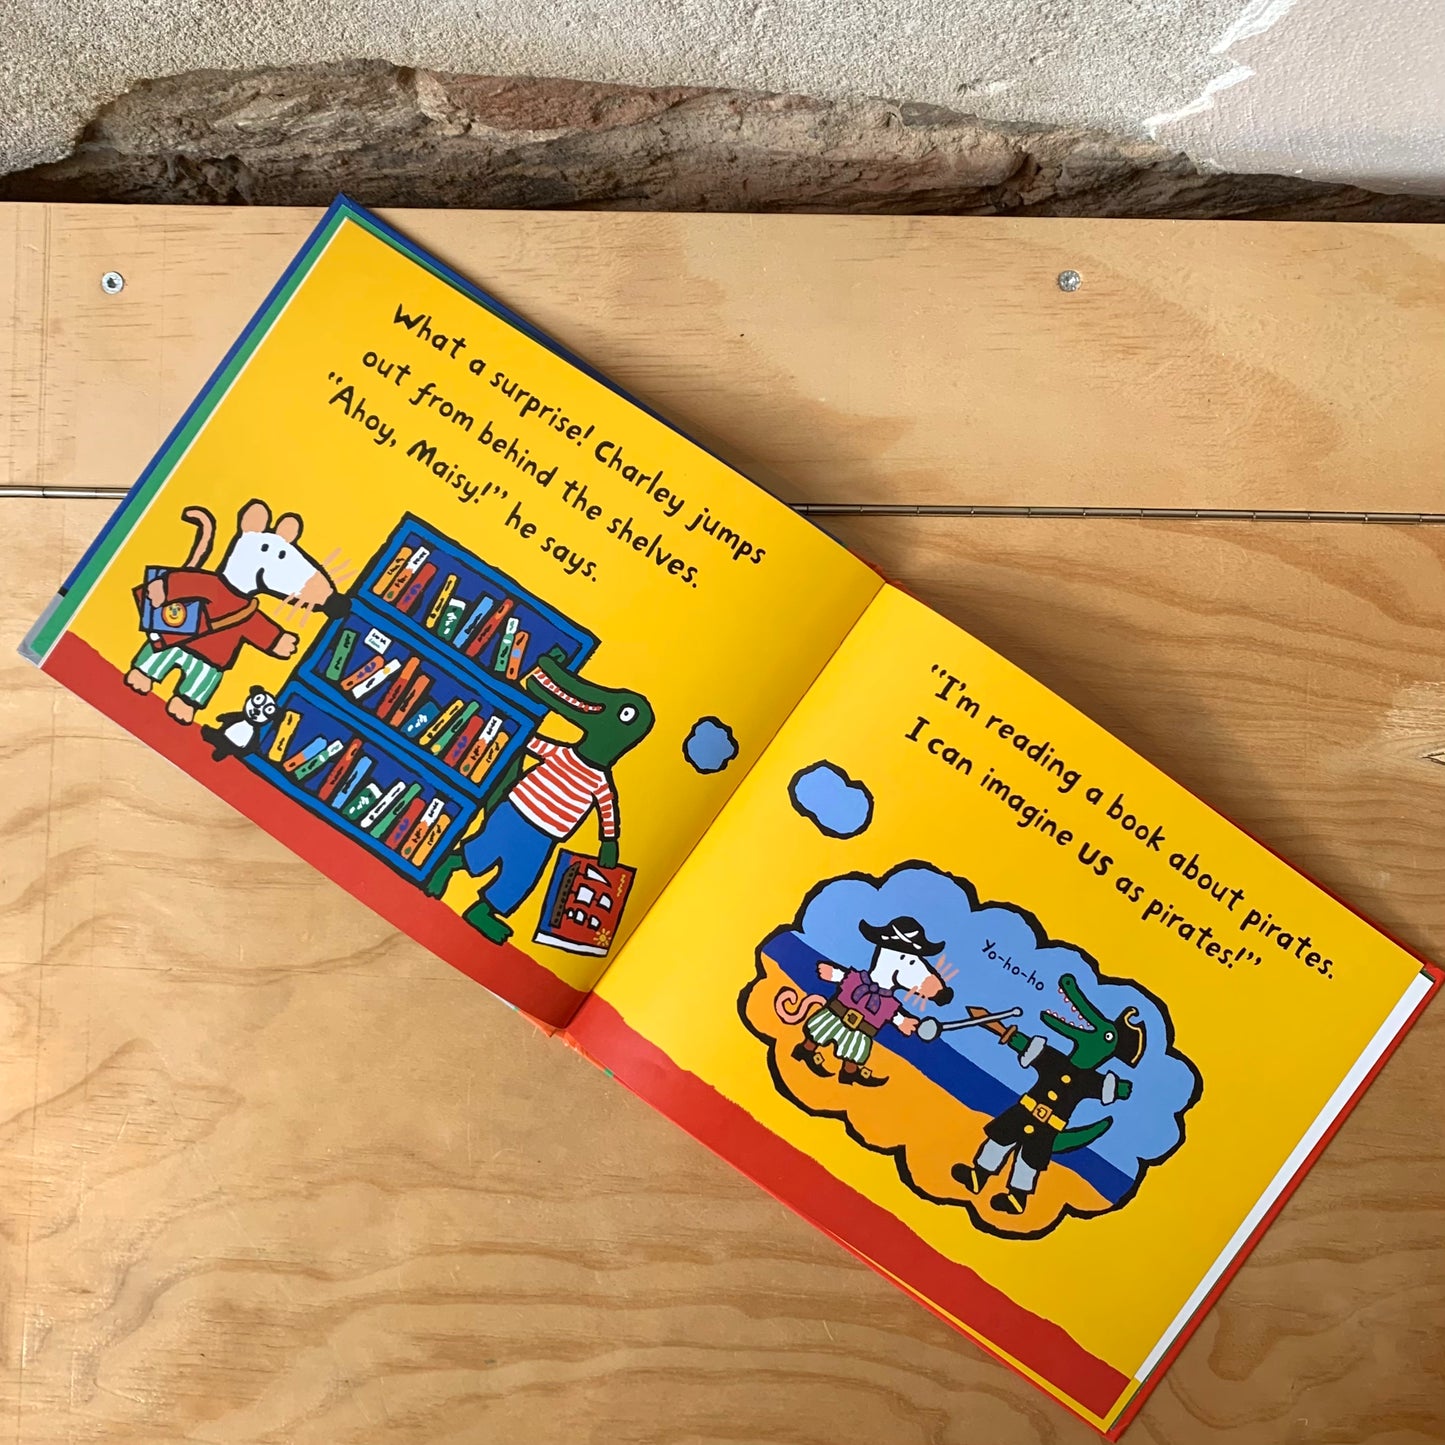 What a surprise! Charley jumps
out from behind the shelves.
"Ahoy, Maisy!" he says.
"I'm reading a book about pirates.
I can imagine US as pirates!"
Yo-ho-ho